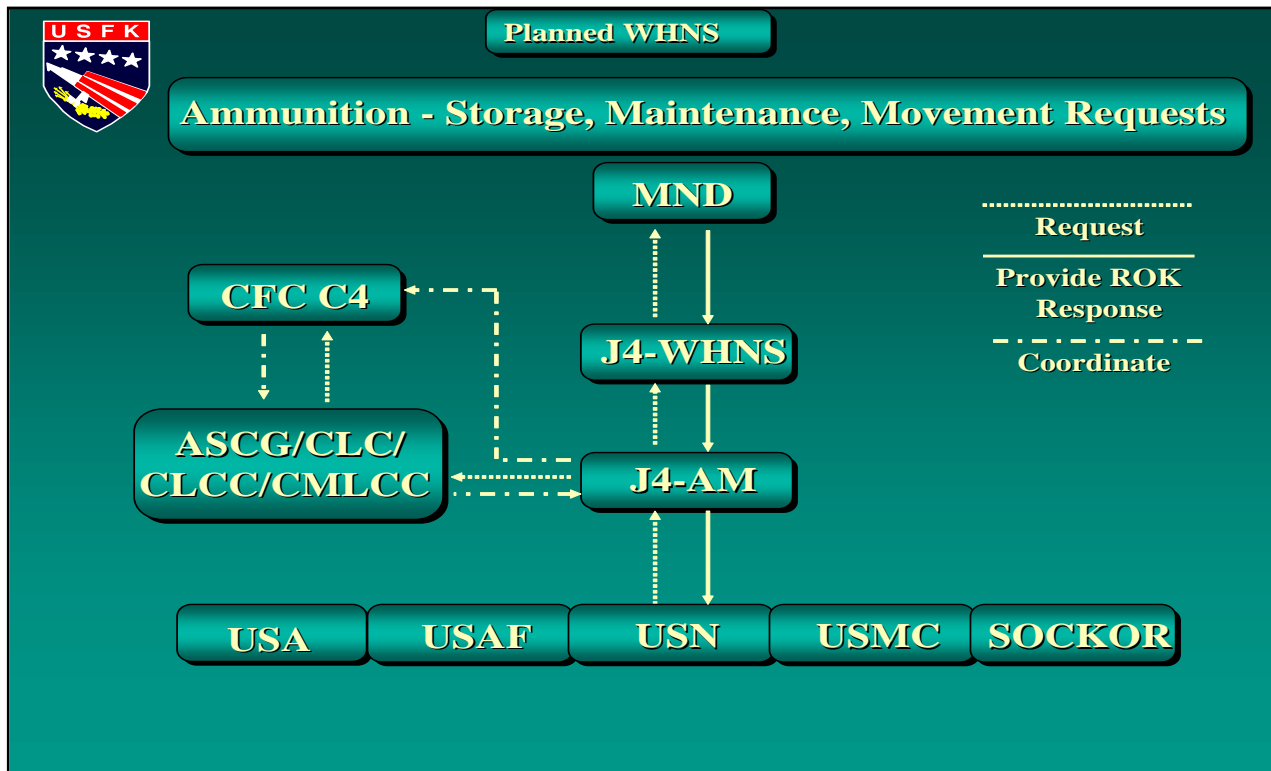 USFK
Planned WHNS
Ammunition - Storage, Maintenance, Movement Requests
MND
Request
Provide ROK
Response
Coordinate
CFC C4
J4-WHNS
ASCG/CLC/
CLCC/CMLCC
J4-AM
USA
USAF
USN
USMC
SOCKOR